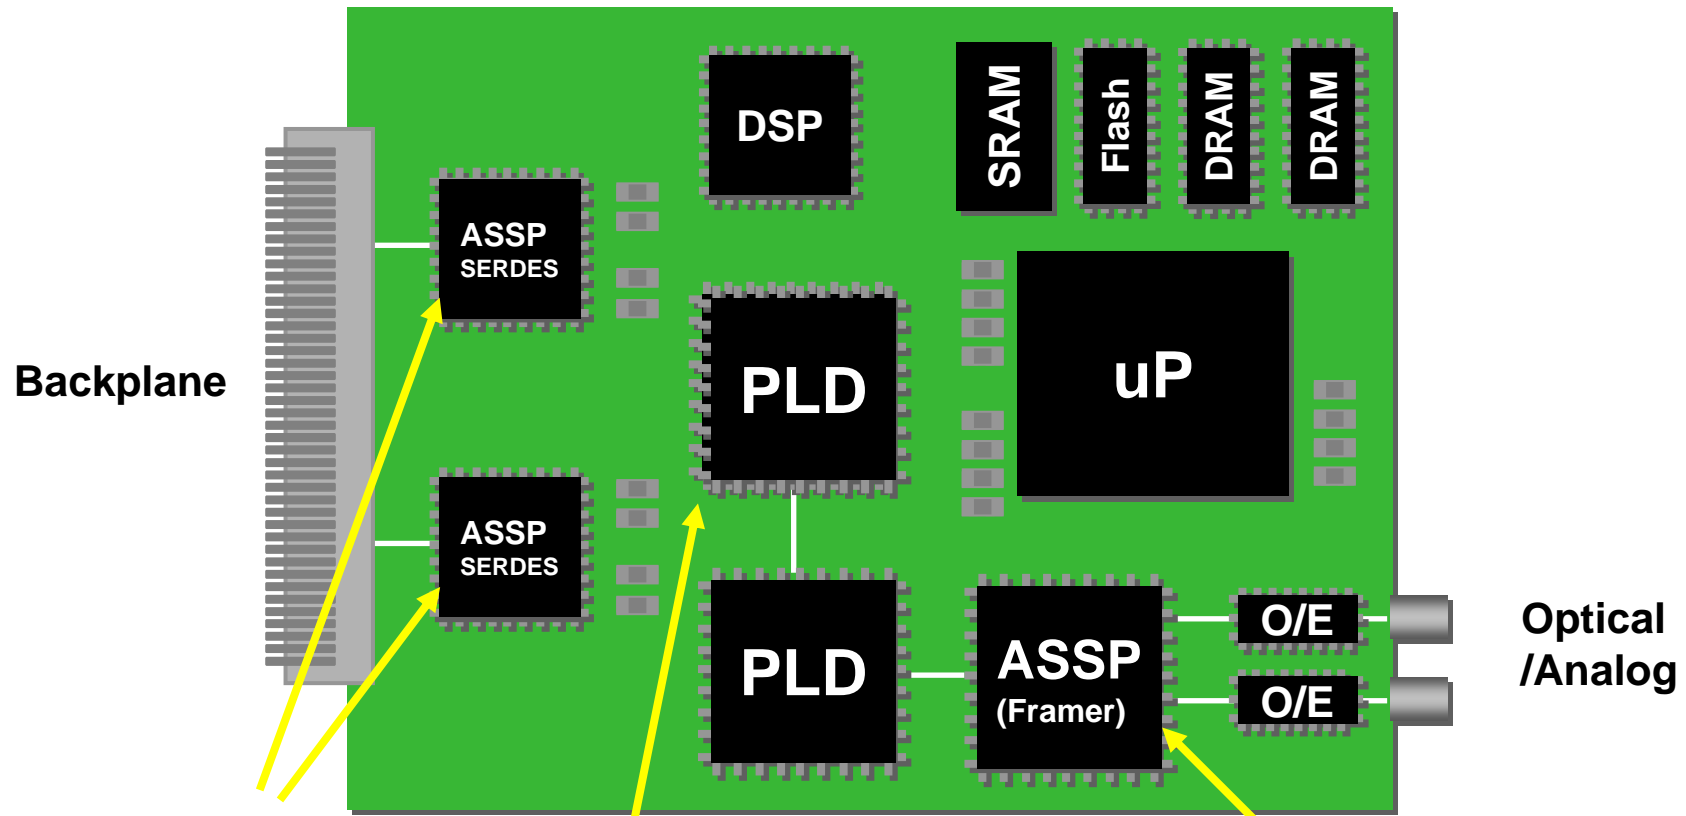 DSP
SRAM
Flash
DRAM
DRAM
ASSP
SERDES
Backplane
PLD
uP
ASSP
SERDES
PLD
ASSP
(Framer)
O/E
O/E
Optical
/Analog